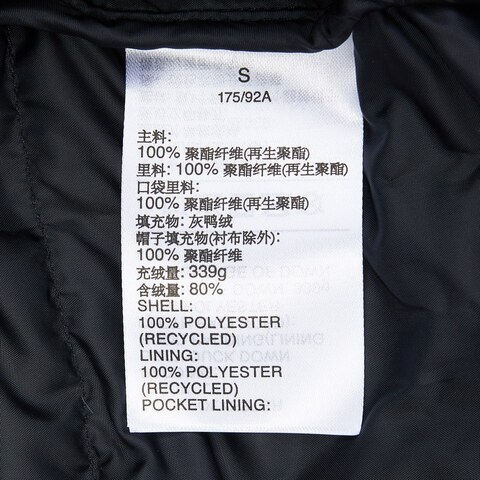 S
175/92A
主料:
100% 聚酯纤维(再生聚酯)
里料: 100% 聚酯纤维(再生聚酯)
口袋里料:
100% 聚酯纤维(再生聚酯)
填充物: 灰鸭绒
帽子填充物(衬布除外):
100% 聚酯纤维
充绒量: 339g
含绒量: 80%
SHELL:
100% POLYESTER
(RECYCLED)
LINING:
100% POLYESTER
(RECYCLED)
POCKET LINING: